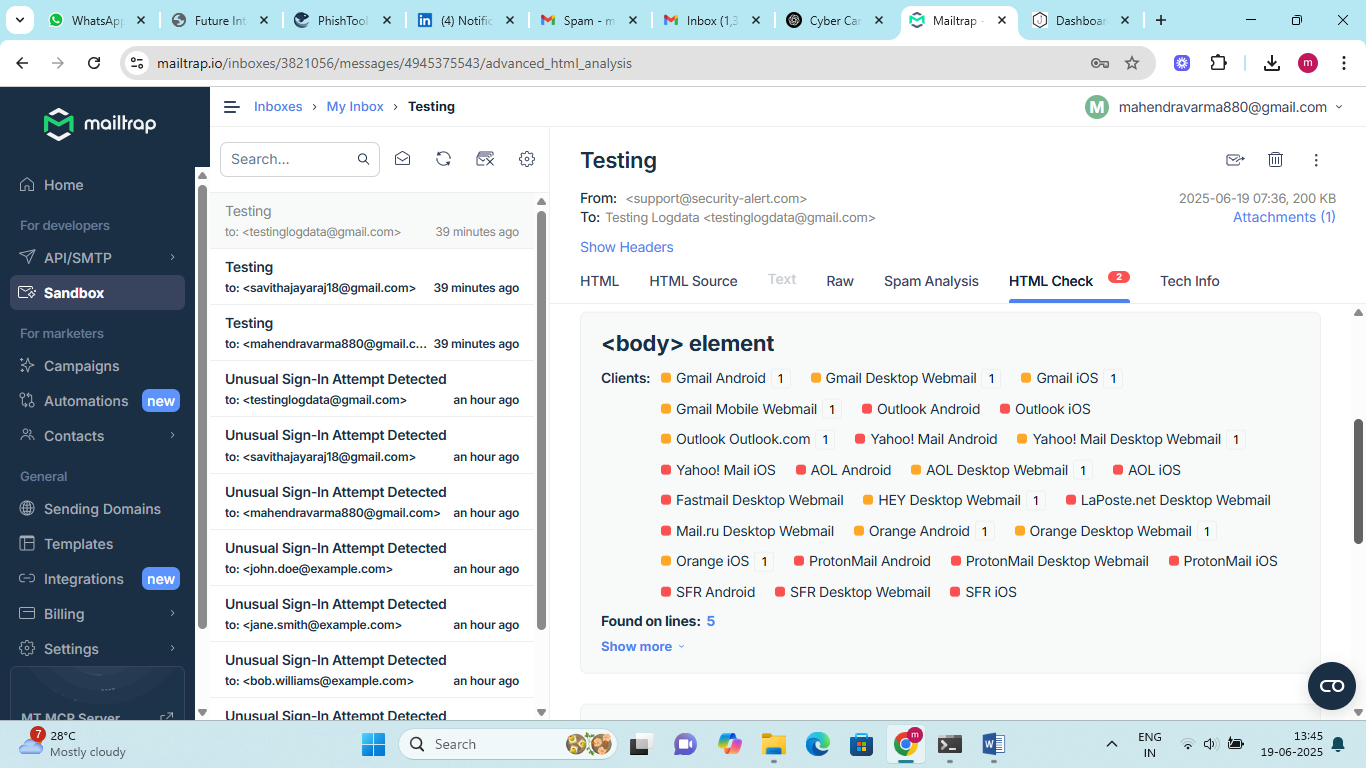 WhatsApp
Future Int
PhishTool
(4) Notific
Spam - m
Inbox (1,3
Cyber Car
Mailtrap -
Dashboar
mailtrap.io/inboxes/3821056/messages/4945375543/advanced_html_analysis
m
mailtrap
Inboxes › My Inbox › Testing
M mahendravarma880@gmail.com
Home
For developers
API/SMTP
Sandbox
For marketers
Campaigns
Automations new
Contacts
General
Sending Domains
Templates
Integrations new
Billing
Settings
MT MCP Server
Search...
Testing
to: <testinglogdata@gmail.com> 39 minutes ago
Testing
to: <savithajayaraj18@gmail.com> 39 minutes ago
Testing
to: <mahendravarma880@gmail.c... 39 minutes ago
Unusual Sign-In Attempt Detected
to: <testinglogdata@gmail.com> an hour ago
Unusual Sign-In Attempt Detected
to: <savithajayaraj18@gmail.com> an hour ago
Unusual Sign-In Attempt Detected
to: <mahendravarma880@gmail.com> an hour ago
Unusual Sign-In Attempt Detected
to: <john.doe@example.com> an hour ago
Unusual Sign-In Attempt Detected
to: <jane.smith@example.com> an hour ago
Unusual Sign-In Attempt Detected
to: <bob.williams@example.com> an hour ago
Unusual Sign-In Attempt Detected
Testing
From: <support@security-alert.com> 2025-06-19 07:36, 200 KB
To: Testing Logdata <testinglogdata@gmail.com> Attachments (1)
Show Headers
HTML HTML Source Text Raw Spam Analysis HTML Check 2 Tech Info
<body> element
Clients: Gmail Android 1 Gmail Desktop Webmail 1 Gmail iOS 1
Gmail Mobile Webmail 1 Outlook Android Outlook iOS
Outlook Outlook.com 1 Yahoo! Mail Android Yahoo! Mail Desktop Webmail 1
Yahoo! Mail iOS AOL Android AOL Desktop Webmail 1 AOL iOS
Fastmail Desktop Webmail HEY Desktop Webmail 1 LaPoste.net Desktop Webmail
Mail.ru Desktop Webmail Orange Android 1 Orange Desktop Webmail 1
Orange iOS 1 ProtonMail Android ProtonMail Desktop Webmail ProtonMail iOS
SFR Android SFR Desktop Webmail SFR iOS
Found on lines: 5
Show more
7
28°C
Mostly cloudy
Search
m
ENG
IN
13:45
19-06-2025